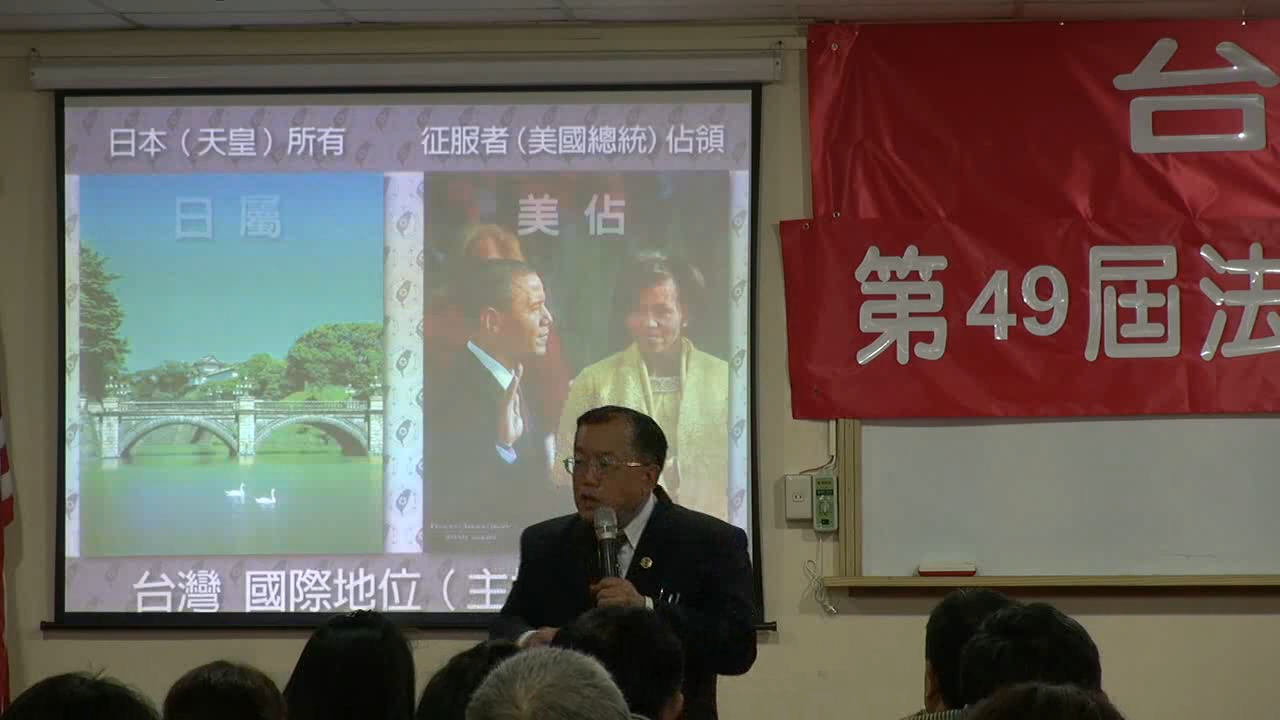 日本（天皇）所有
征服者（美國總統）佔領
日屬
美佔
台灣 國際地位（主
台
第49屆法